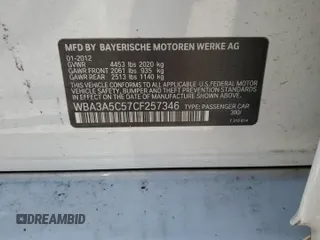 MFD BY BAYERISCHE MOTOREN WERKE AG
01-2012
GVWR 4453 lbs 2020 kg
GAWR FRONT 2061 lbs 935 kg
GAWR REAR 2513 lbs 1140 kg
THIS VEHICLE CONFORMS TO ALL APPLICABLE U.S. FEDERAL
MOTOR VEHICLE SAFETY, BUMPER, AND THEFT PREVENTION
STANDARDS IN EFFECT ON THE DATE OF MANUFACTURE SHOWN ABOVE.
WBA3A5C57CF257346 TYPE: PASSENGER CAR
300/
DREAMBID